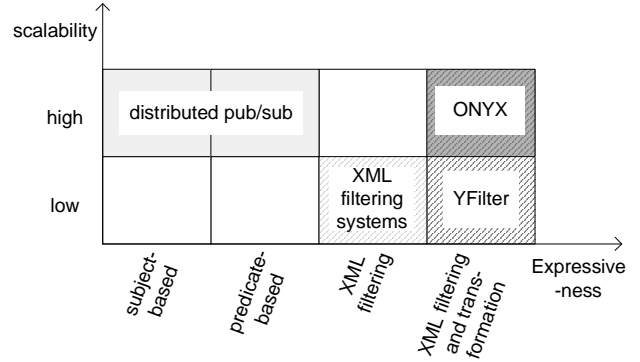 scalability
high
distributed pub/sub
ONYX
low
XML
filtering
systems
YFilter
subject-
based
predicate-
based
XML
filtering
XML filtering
and trans-
formation
Expressive
-ness